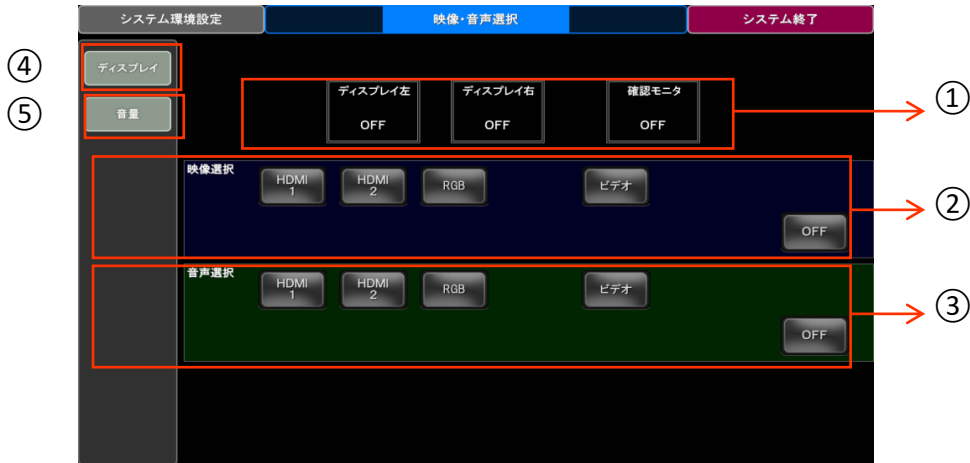 システム環境設定
映像・音声選択
システム終了
④
ディスプレイ
⑤
音量
ディスプレイ左
OFF
ディスプレイ右
OFF
確認モニタ
OFF
①
映像選択
HDMI
1
HDMI
2
RGB
ビデオ
OFF
②
音声選択
HDMI
1
HDMI
2
RGB
ビデオ
OFF
③